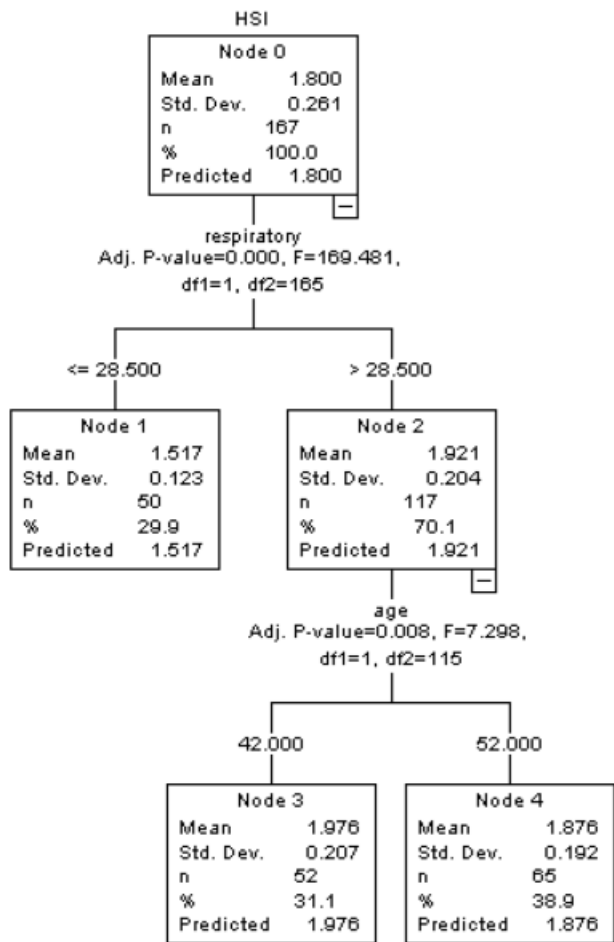 HSI
Node 0
Mean 1.800
Std. Dev. 0.261
n 167
% 100.0
Predicted 1.800
respiratory
Adj. P-value=0.000, F=169.481,
df1=1, df2=165
<= 28.500
> 28.500
Node 1
Mean 1.517
Std. Dev. 0.123
n 50
% 29.9
Predicted 1.517
Node 2
Mean 1.921
Std. Dev. 0.204
n 117
% 70.1
Predicted 1.921
age
Adj. P-value=0.008, F=7.298,
df1=1, df2=115
42.000
52.000
Node 3
Mean 1.976
Std. Dev. 0.207
n 52
% 31.1
Predicted 1.976
Node 4
Mean 1.876
Std. Dev. 0.192
n 65
% 38.9
Predicted 1.876